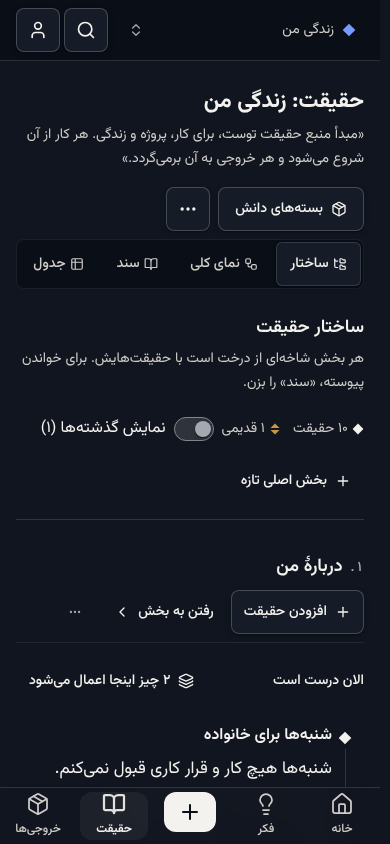 زندگی من
حقیقت: زندگی من
«مبدأ منبع حقیقت توست، برای کار، پروژه و زندگی. هر کار از آن
شروع می‌شود و هر خروجی به آن برمی‌گردد.»
بسته‌های دانش
ساختار نمای کلی سند جدول
ساختار حقیقت
هر بخش شاخه‌ای از درخت است با حقیقت‌هایش. برای خواندن
پیوسته، «سند» را بزن.
۱۰ حقیقت ۱ قدیمی نمایش گذشته‌ها (۱)
بخش اصلی تازه
۱. دربارهٔ من
افزودن حقیقت رفتن به بخش
الان درست است ۲ چیز اینجا اعمال می‌شود
شنبه‌ها برای خانواده
شنبه‌ها هیچ کار و قرار کاری قبول نمی‌کنم.
خانه فکر حقیقت خروجی‌ها